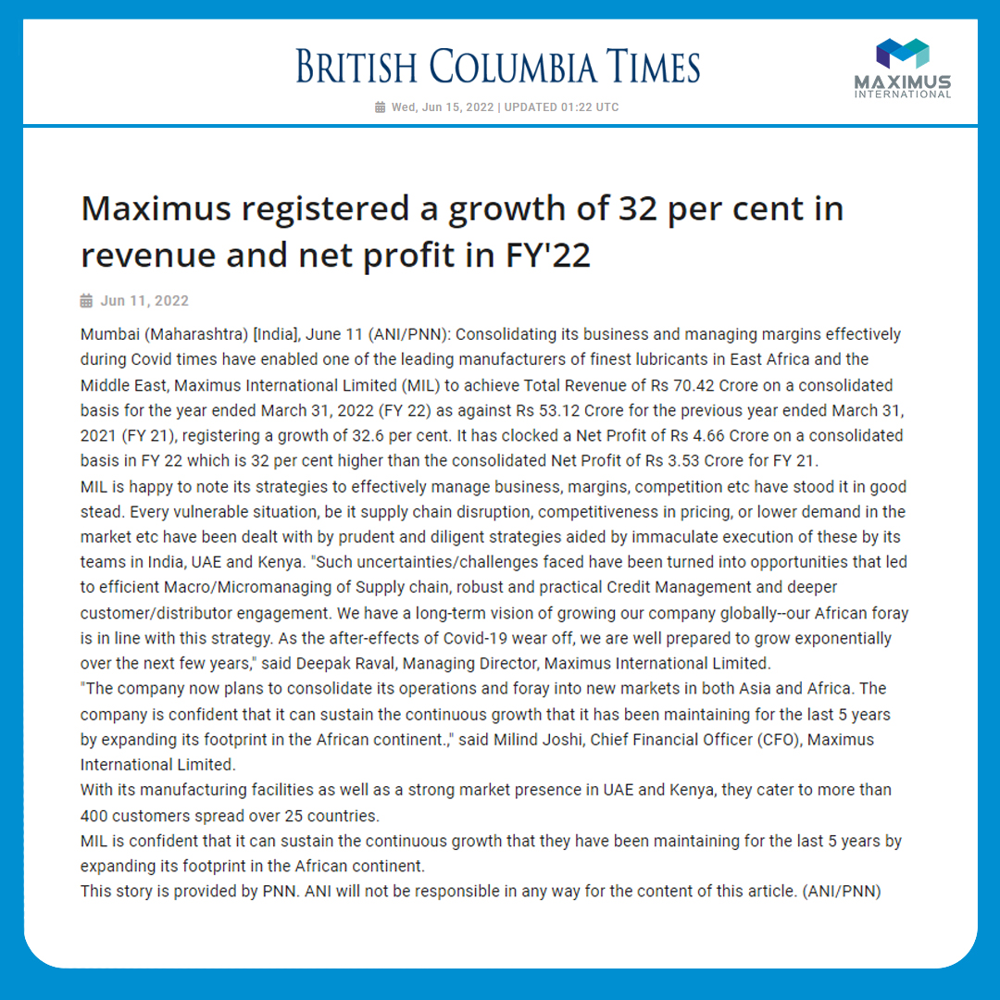 BRITISH COLUMBIA TIMES
MAXIMUS
INTERNATIONAL
Wed, Jun 15, 2022 | UPDATED 01:22 UTC
Maximus registered a growth of 32 per cent in
revenue and net profit in FY'22
Jun 11, 2022
Mumbai (Maharashtra) [India], June 11 (ANI/PNN): Consolidating its business and managing margins effectively
during Covid times have enabled one of the leading manufacturers of finest lubricants in East Africa and the
Middle East, Maximus International Limited (MIL) to achieve Total Revenue of Rs 70.42 Crore on a consolidated
basis for the year ended March 31, 2022 (FY 22) as against Rs 53.12 Crore for the previous year ended March 31,
2021 (FY 21), registering a growth of 32.6 per cent. It has clocked a Net Profit of Rs 4.66 Crore on a consolidated
basis in FY 22 which is 32 per cent higher than the consolidated Net Profit of Rs 3.53 Crore for FY 21.
MIL is happy to note its strategies to effectively manage business, margins, competition etc have stood it in good
stead. Every vulnerable situation, be it supply chain disruption, competitiveness in pricing, or lower demand in the
market etc have been dealt with by prudent and diligent strategies aided by immaculate execution of these by its
teams in India, UAE and Kenya. "Such uncertainties/challenges faced have been turned into opportunities that led
to efficient Macro/Micromanaging of Supply chain, robust and practical Credit Management and deeper
customer/distributor engagement. We have a long-term vision of growing our company globally--our African foray
is in line with this strategy. As the after-effects of Covid-19 wear off, we are well prepared to grow exponentially
over the next few years," said Deepak Raval, Managing Director, Maximus International Limited.
"The company now plans to consolidate its operations and foray into new markets in both Asia and Africa. The
company is confident that it can sustain the continuous growth that it has been maintaining for the last 5 years
by expanding its footprint in the African continent.," said Milind Joshi, Chief Financial Officer (CFO), Maximus
International Limited.
With its manufacturing facilities as well as a strong market presence in UAE and Kenya, they cater to more than
400 customers spread over 25 countries.
MIL is confident that it can sustain the continuous growth that they have been maintaining for the last 5 years by
expanding its footprint in the African continent.
This story is provided by PNN. ANI will not be responsible in any way for the content of this article. (ANI/PNN)